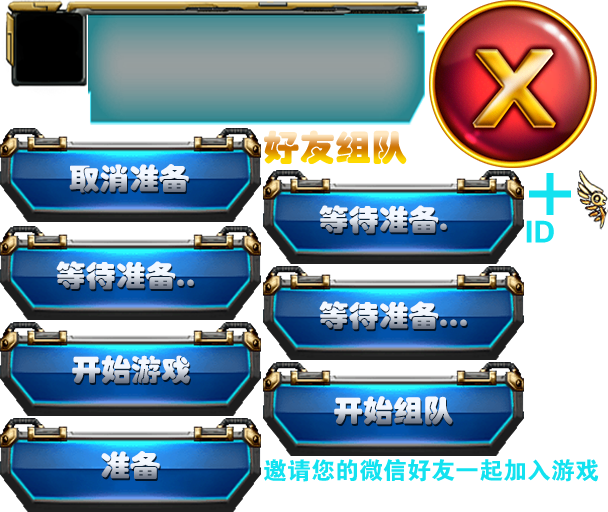 X
好友组队
取消准备
等待准备.
ID
等待准备..
等待准备...
开始游戏
开始组队
准备
邀请您的微信好友一起加入游戏